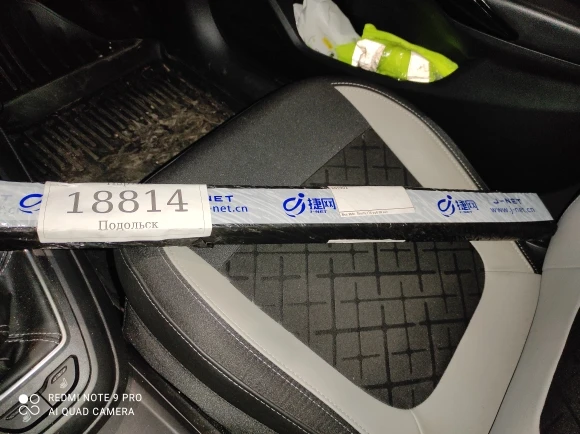 18814
Подольск
NET
net.cn
捷网
J-NET
捷网
J-NET
www.j-net.cn
REDMI NOTE 9 PRO
AI QUAD CAMERA